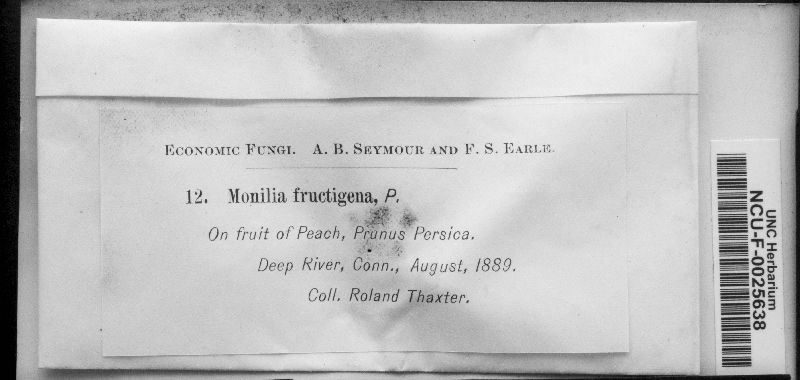 ECONOMIC FUNGI. A. B. SEYMOUR AND F. S. EARLE.
12. Monilia fructigena, P.
On fruit of Peach, Prunus Persica.
Deep River, Conn., August, 1889.
Coll. Roland Thaxter.
UNC Herbarium
NCU-F-0025638